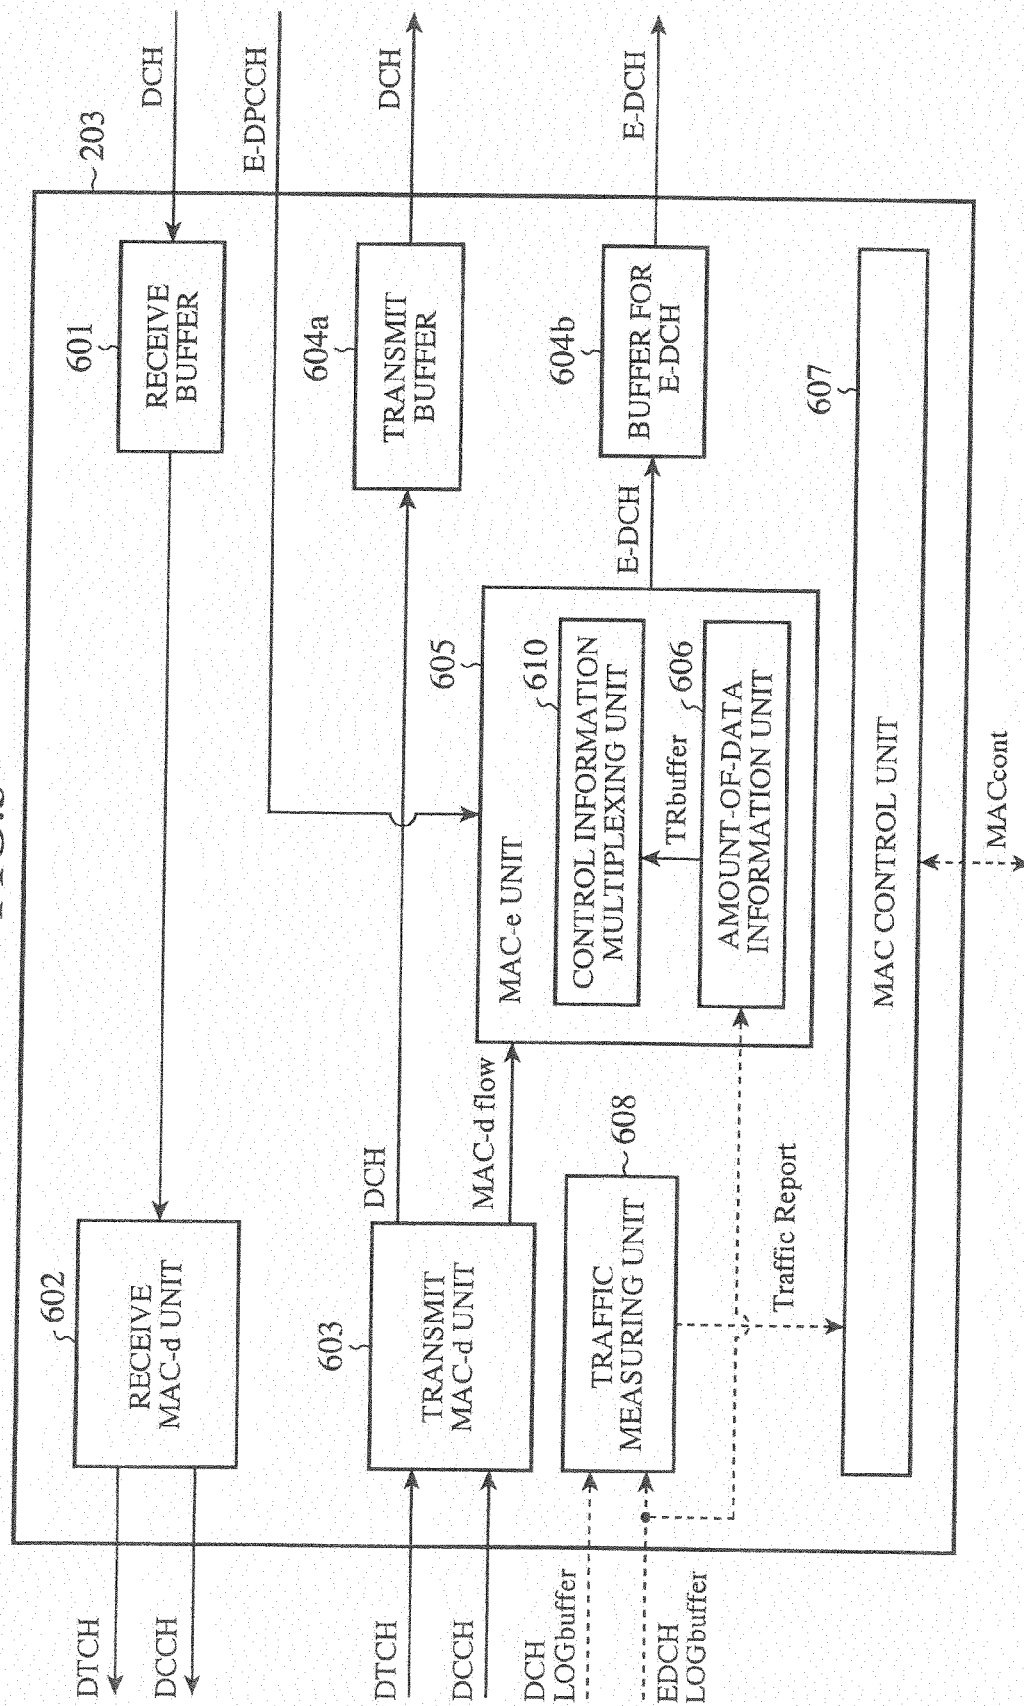 203
DTCH
DCCH
602
RECEIVE
MAC-d UNIT
601
RECEIVE
BUFFER
DCH
E-DPCCH
DTCH
DCCH
603
TRANSMIT
MAC-d UNIT
DCH
MAC-d flow
604a
TRANSMIT
BUFFER
DCH
605
MAC-e UNIT
610
CONTROL INFORMATION
MULTIPLEXING UNIT
TRbuffer
606
AMOUNT-OF-DATA
INFORMATION UNIT
E-DCH
604b
BUFFER FOR
E-DCH
E-DCH
DCH
LOGbuffer
EDCH
LOGbuffer
608
TRAFFIC
MEASURING UNIT
Traffic Report
607
MAC CONTROL UNIT
MACcont